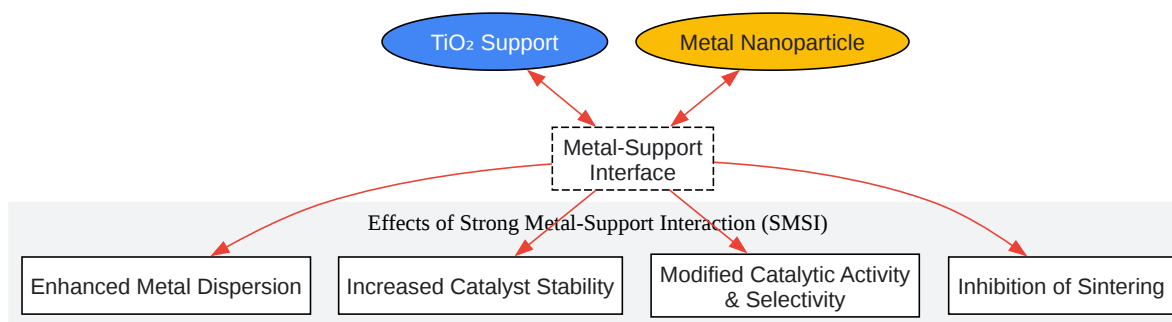 TiO₂ Support
Metal Nanoparticle
Metal-Support
Interface
Effects of Strong Metal-Support Interaction (SMSI)
Enhanced Metal Dispersion
Increased Catalyst Stability
Modified Catalytic Activity
& Selectivity
Inhibition of Sintering